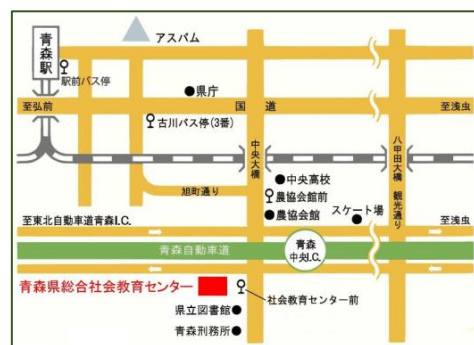 アスパム
青森駅
駅前バス停
県庁
至弘前
国道
至浅虫
古川バス停(3番)
中央大橋
八甲田大橋
観光通り
旭町通り
中央高校
農協会館前
農協会館
スケート場
至東北自動車道青森I.C.
至浅虫
青森自動車道
青森
中央I.C.
青森県総合社会教育センター
社会教育センター前
県立図書館
青森刑務所